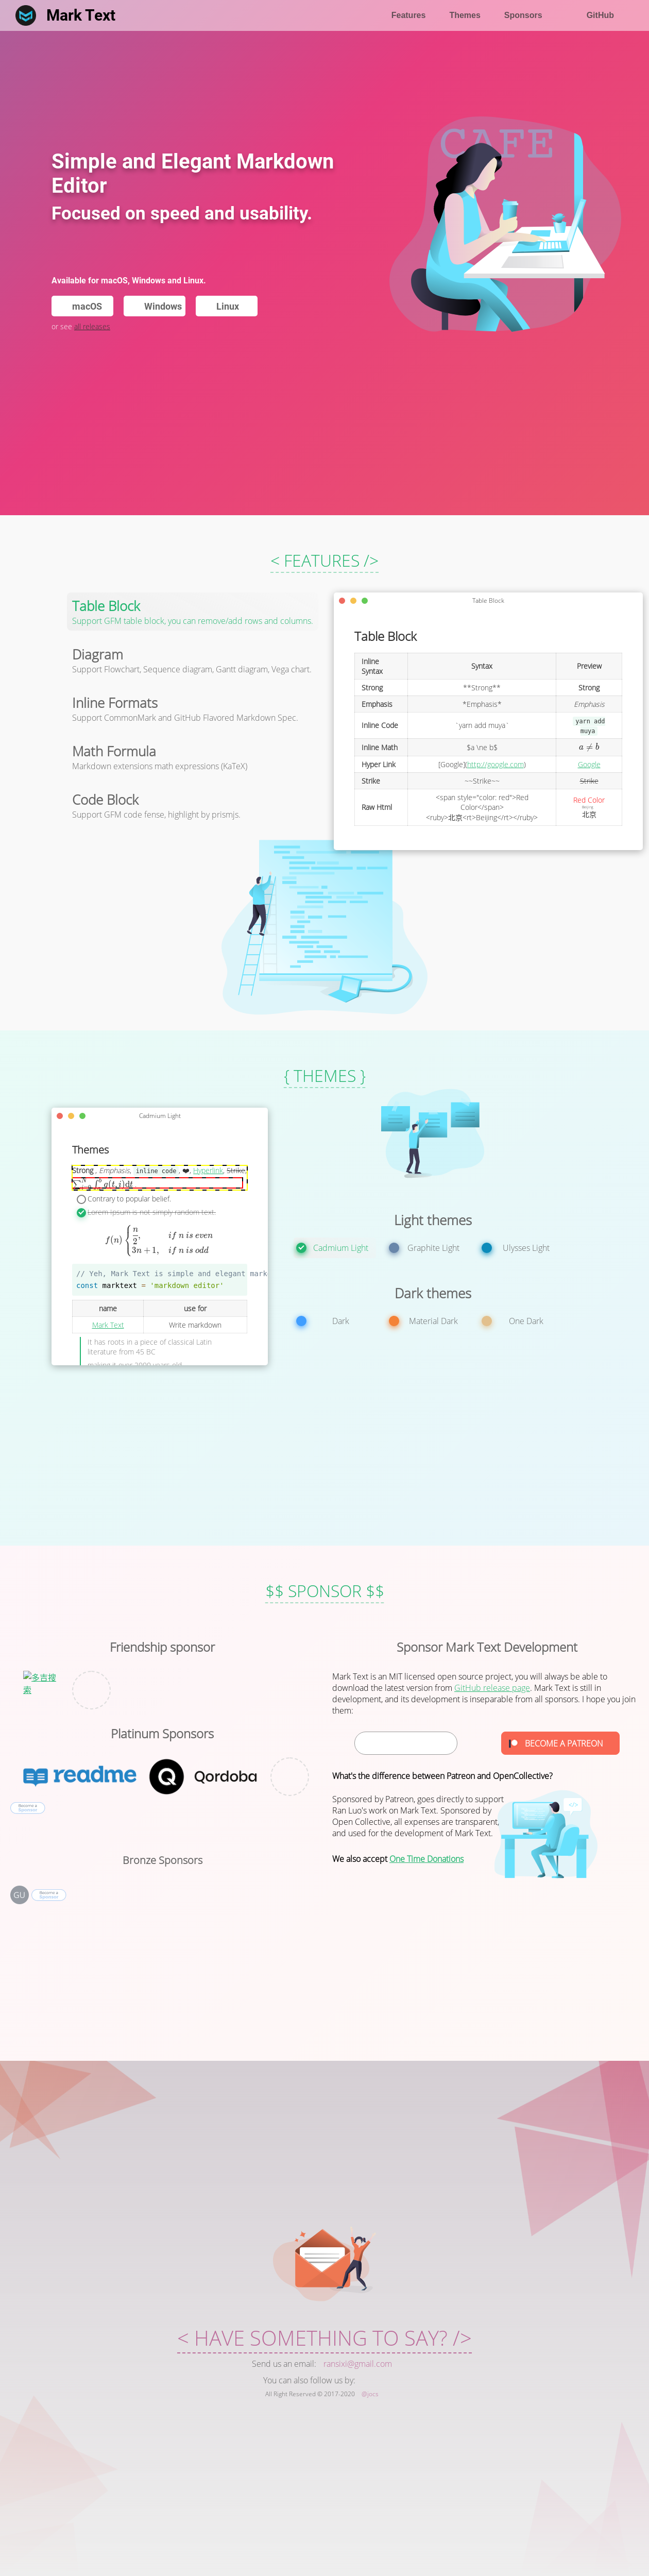 Mark Text
Features
Themes
Sponsors
GitHub
CAFE
Simple and Elegant Markdown
Editor
Focused on speed and usability.
Available for macOS, Windows and Linux.
macOS
Windows
Linux
or see all releases
< FEATURES />
Table Block
Support GFM table block, you can remove/add rows and columns.
Diagram
Support Flowchart, Sequence diagram, Gantt diagram, Vega chart.
Inline Formats
Support CommonMark and GitHub Flavored Markdown Spec.
Math Formula
Markdown extensions math expressions (KaTeX)
Code Block
Support GFM code fense, highlight by prismjs.
Table Block
Table Block
Inline Syntax | Syntax | Preview
Strong | **Strong** | Strong
Emphasis | *Emphasis* | Emphasis
Inline Code | `yarn add muya` | yarn add muya
Inline Math | $a \ne b$ | a ≠ b
Hyper Link | [Google](http://google.com) | Google
Strike | ~~Strike~~ | Strike
Raw Html | <span style="color: red">Red Color</span> <ruby>北京<rt>Beijing</rt></ruby> | Red Color 北京
{ THEMES }
Cadmium Light
Themes
Strong , Emphasis, inline code , ❤️, Hyperlink, Strike,
Contrary to popular belief.
Lorem Ipsum is not simply random text.
f(n) { n/2, if n is even
3n + 1, if n is odd
// Yeh, Mark Text is simple and elegant mark
const marktext = 'markdown editor'
name | use for
Mark Text | Write markdown
It has roots in a piece of classical Latin
literature from 45 BC
Light themes
Cadmium Light
Graphite Light
Ulysses Light
Dark themes
Dark
Material Dark
One Dark
$$ SPONSOR $$
Friendship sponsor
多吉搜
索
Platinum Sponsors
readme
Qordoba
Become a
Sponsor
Bronze Sponsors
GU
Become a
Sponsor
Sponsor Mark Text Development
Mark Text is an MIT licensed open source project, you will always be able to
download the latest version from GitHub release page. Mark Text is still in
development, and its development is inseparable from all sponsors. I hope you join
them:
BECOME A PATREON
What's the difference between Patreon and OpenCollective?
Sponsored by Patreon, goes directly to support
Ran Luo's work on Mark Text. Sponsored by
Open Collective, all expenses are transparent,
and used for the development of Mark Text.
We also accept One Time Donations
< HAVE SOMETHING TO SAY? />
Send us an email: ransixi@gmail.com
You can also follow us by:
All Right Reserved © 2017-2020 @Jocs